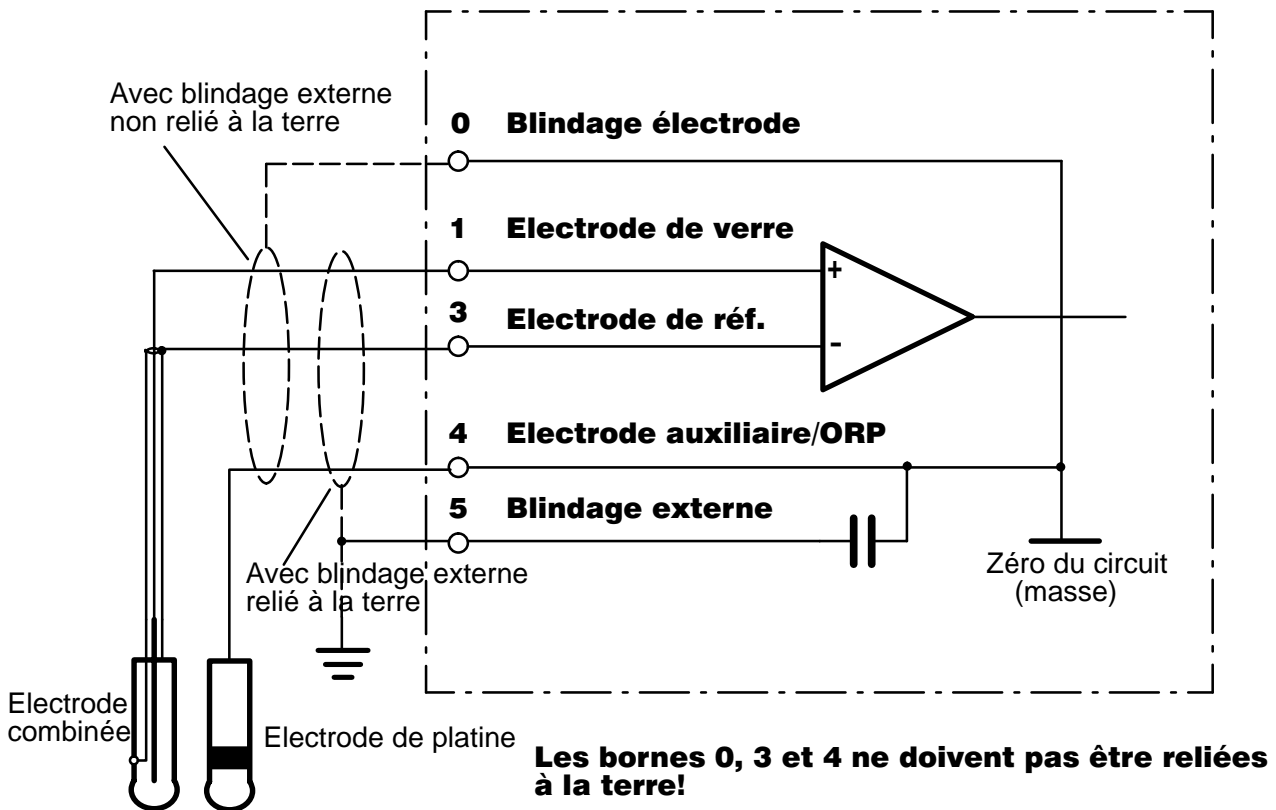 Avec blindage externe
non relié à la terre
0 Blindage électrode
1 Electrode de verre
+
3 Electrode de réf.
-
4 Electrode auxiliaire/ORP
5 Blindage externe
Avec blindage externe
relié à la terre
Zéro du circuit
(masse)
Electrode
combinée
Electrode de platine
Les bornes 0, 3 et 4 ne doivent pas être reliées
à la terre!